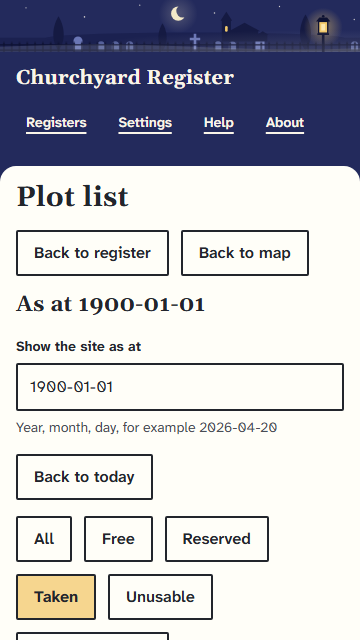 Churchyard Register
Registers Settings Help About
Plot list
Back to register Back to map
As at 1900-01-01
Show the site as at
1900-01-01
Year, month, day, for example 2026-04-20
Back to today
All Free Reserved
Taken Unusable